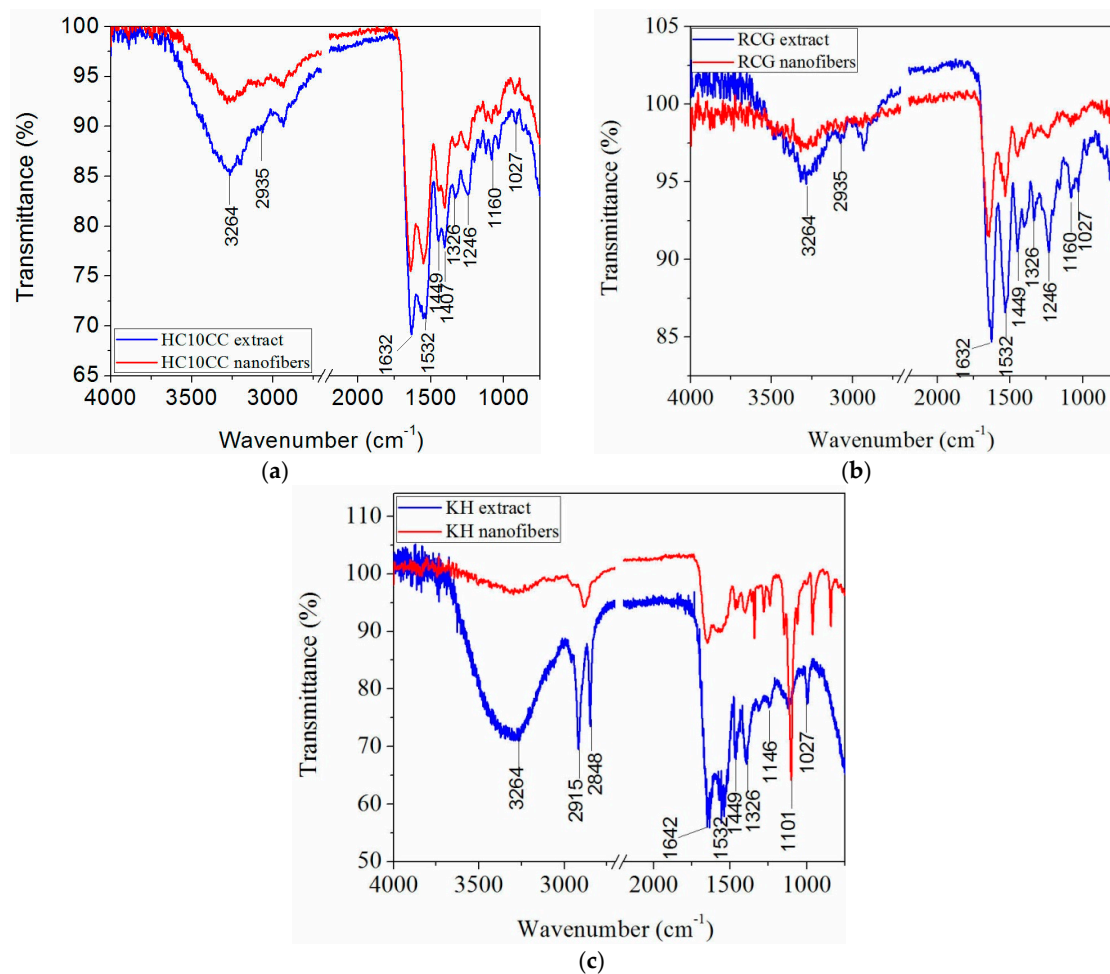 100
95
90
85
80
75
70
65
Transmittance (%)
3264
2935
1632
1532
1449
1407
1326
1246
1160
1027
HC10CC extract
HC10CC nanofibers
4000 3500 3000 2000 1500 1000
Wavenumber (cm-1)
(a)
105
100
95
90
85
Transmittance (%)
RCG extract
RCG nanofibers
3264
2935
1632
1532
1449
1326
1246
1160
1027
4000 3500 3000 2000 1500 1000
Wavenumber (cm-1)
(b)
110
100
90
80
70
60
50
Transmittance (%)
KH extract
KH nanofibers
3264
2915
2848
1642
1532
1449
1326
1146
1101
1027
4000 3500 3000 2000 1500 1000
Wavenumber (cm-1)
(c)